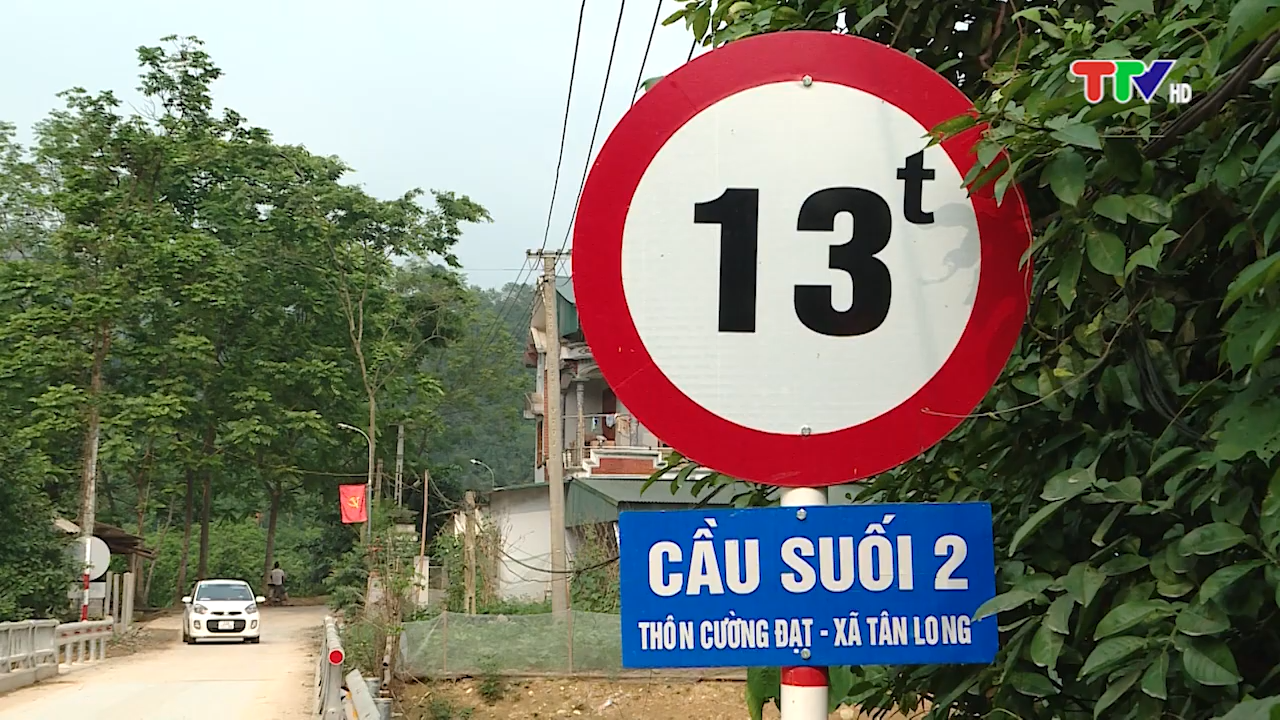 TTV HD
13t
CẦU SUỐI 2
THÔN CƯỜNG ĐẠT - XÃ TÂN LONG